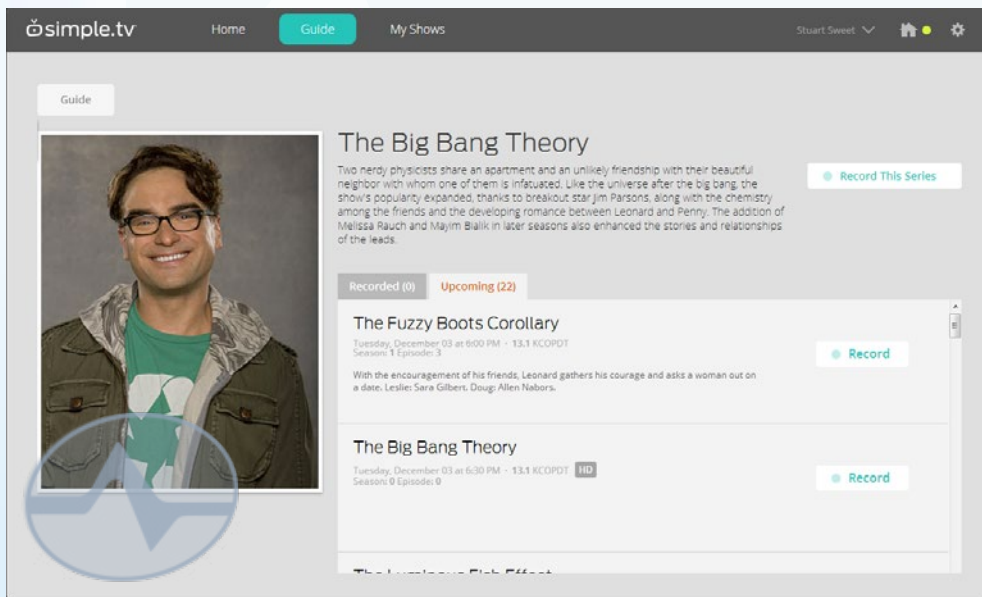 simple.tv
Home
Guide
My Shows
Stuart Sweet
Guide
The Big Bang Theory
Two nerdy physicists share an apartment and an unlikely friendship with their beautiful
neighbor with whom one of them is infatuated. Like the universe after the big bang, the
show's popularity expanded, thanks to breakout star Jim Parsons, along with the chemistry
among the friends and the developing romance between Leonard and Penny. The addition of
Melissa Rauch and Mayim Bialik in later seasons also enhanced the stories and relationships
of the leads.
Record This Series
Recorded (0)
Upcoming (22)
The Fuzzy Boots Corollary
Tuesday, December 03 at 6:00 PM - 13.1 KCOPDT
Season: 1 Episode: 3
With the encouragement of his friends, Leonard gathers his courage and asks a woman out on
a date. Leslie: Sara Gilbert. Doug: Allen Nabors.
Record
The Big Bang Theory
Tuesday, December 03 at 6:30 PM - 13.1 KCOPDT HD
Season: 0 Episode: 0
Record
The Luminous Fish Effect